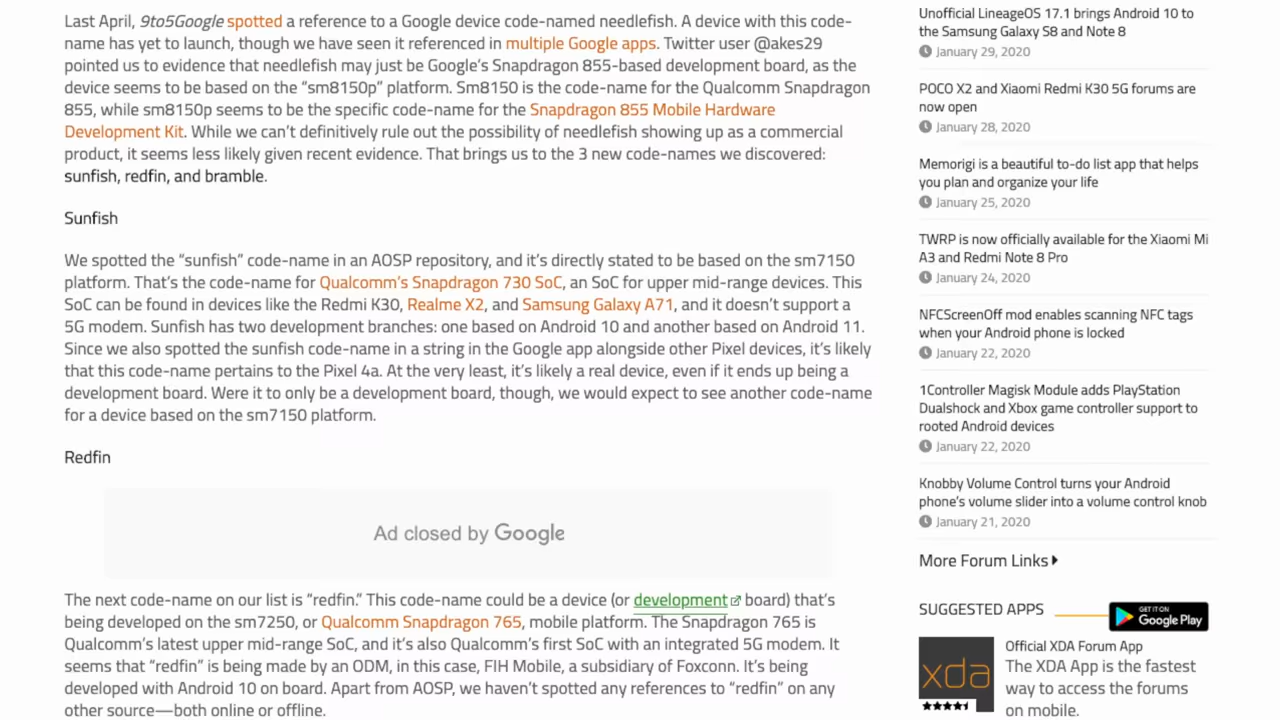 Last April, 9to5Google spotted a reference to a Google device code-named needlefish. A device with this code-
name has yet to launch, though we have seen it referenced in multiple Google apps. Twitter user @akes29
pointed us to evidence that needlefish may just be Google’s Snapdragon 855-based development board, as the
device seems to be based on the “sm8150p” platform. Sm8150 is the code-name for the Qualcomm Snapdragon
855, while sm8150p seems to be the specific code-name for the Snapdragon 855 Mobile Hardware
Development Kit. While we can’t definitively rule out the possibility of needlefish showing up as a commercial
product, it seems less likely given recent evidence. That brings us to the 3 new code-names we discovered:
sunfish, redfin, and bramble.
Sunfish
We spotted the “sunfish” code-name in an AOSP repository, and it’s directly stated to be based on the sm7150
platform. That’s the code-name for Qualcomm’s Snapdragon 730 SoC, an SoC for upper mid-range devices. This
SoC can be found in devices like the Redmi K30, Realme X2, and Samsung Galaxy A71, and it doesn’t support a
5G modem. Sunfish has two development branches: one based on Android 10 and another based on Android 11.
Since we also spotted the sunfish code-name in a string in the Google app alongside other Pixel devices, it’s likely
that this code-name pertains to the Pixel 4a. At the very least, it’s likely a real device, even if it ends up being a
development board. Were it to only be a development board, though, we would expect to see another code-name
for a device based on the sm7150 platform.
Redfin
Ad closed by Google
The next code-name on our list is “redfin.” This code-name could be a device (or development board) that’s
being developed on the sm7250, or Qualcomm Snapdragon 765, mobile platform. The Snapdragon 765 is
Qualcomm’s latest upper mid-range SoC, and it’s also Qualcomm’s first SoC with an integrated 5G modem. It
seems that “redfin” is being made by an ODM, in this case, FIH Mobile, a subsidiary of Foxconn. It’s being
developed with Android 10 on board. Apart from AOSP, we haven’t spotted any references to “redfin” on any
other source—both online or offline.
Unofficial LineageOS 17.1 brings Android 10 to
the Samsung Galaxy S8 and Note 8
January 29, 2020
POCO X2 and Xiaomi Redmi K30 5G forums are
now open
January 28, 2020
Memorigi is a beautiful to-do list app that helps
you plan and organize your life
January 25, 2020
TWRP is now officially available for the Xiaomi Mi
A3 and Redmi Note 8 Pro
January 24, 2020
NFCScreenOff mod enables scanning NFC tags
when your Android phone is locked
January 22, 2020
1Controller Magisk Module adds PlayStation
Dualshock and Xbox game controller support to
rooted Android devices
January 22, 2020
Knobby Volume Control turns your Android
phone’s volume slider into a volume control knob
January 21, 2020
More Forum Links
SUGGESTED APPS
GET IT ON
Google Play
xda
Official XDA Forum App
The XDA App is the fastest
way to access the forums
on mobile.